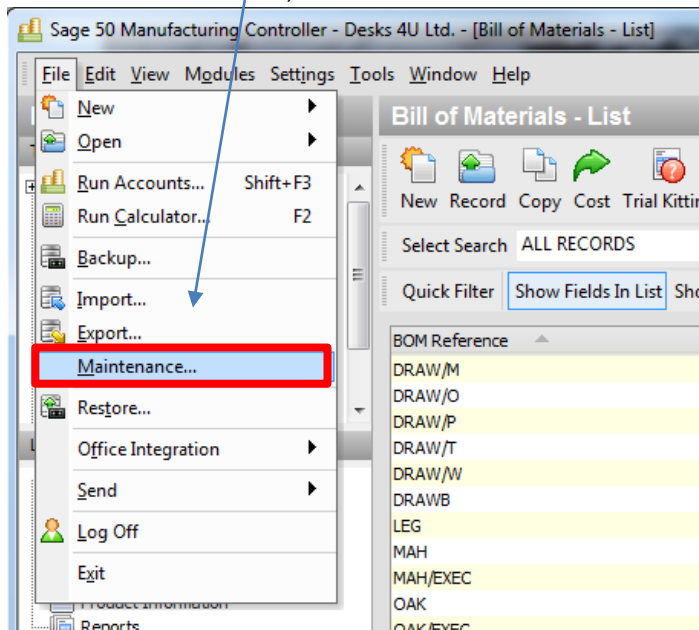 Sage 50 Manufacturing Controller - Desks 4U Ltd. - [Bill of Materials - List]
File Edit View Modules Settings Tools Window Help
New
Open
Run Accounts... Shift+F3
Run Calculator... F2
Backup...
Import...
Export...
Maintenance...
Restore...
Office Integration
Send
Log Off
Exit
Reports
Bill of Materials - List
New Record Copy Cost Trial
Select Search ALL RECORDS
Quick Filter Show Fields In List
BOM Reference
DRAW/M
DRAW/O
DRAW/P
DRAW/T
DRAW/W
DRAWB
LEG
MAH
MAH/EXEC
OAK
OAK/EXEC